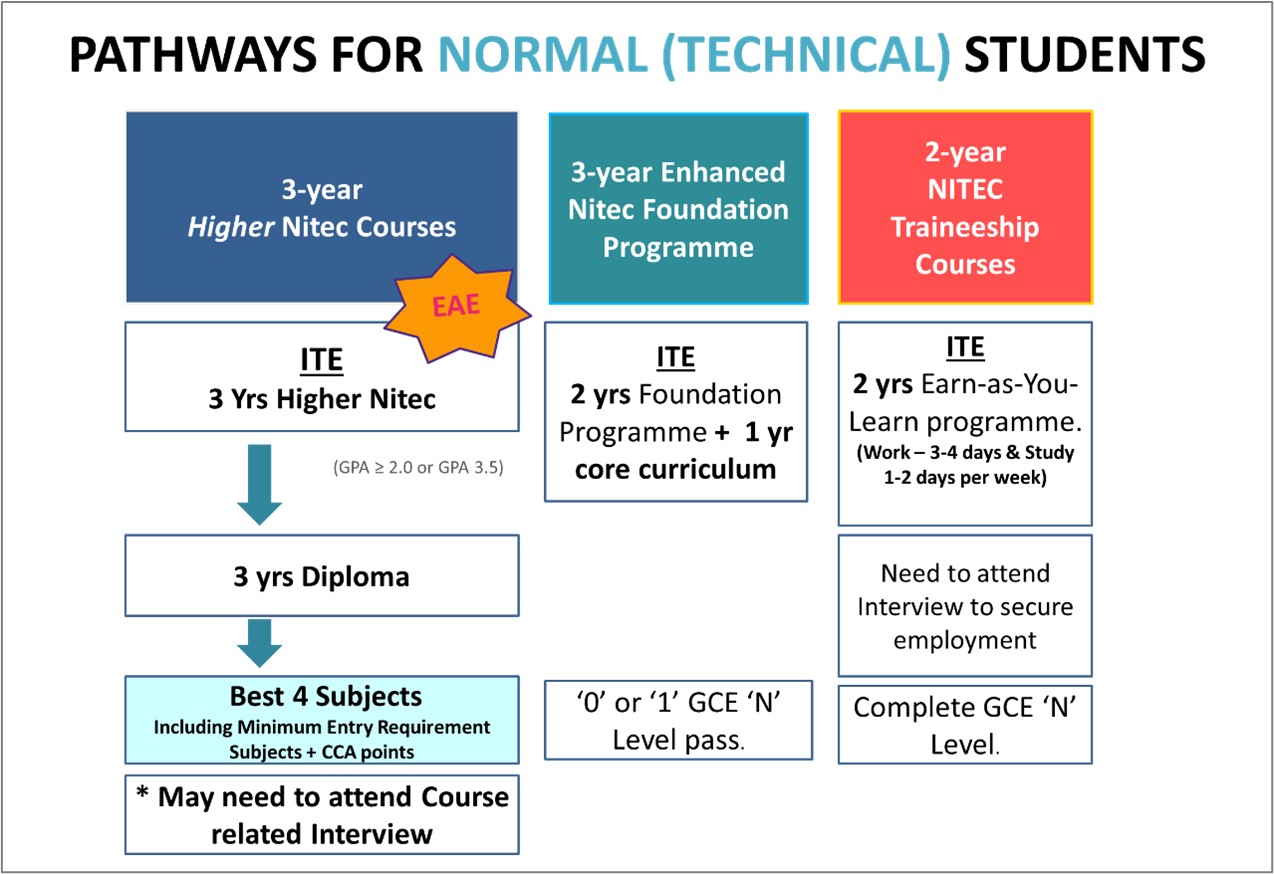 PATHWAYS FOR NORMAL (TECHNICAL) STUDENTS
3-year
Higher Nitec Courses
EAE
ITE
3 Yrs Higher Nitec
(GPA ≥ 2.0 or GPA 3.5)
3 yrs Diploma
Best 4 Subjects
Including Minimum Entry Requirement
Subjects + CCA points
* May need to attend Course
related Interview
3-year Enhanced
Nitec Foundation
Programme
ITE
2 yrs Foundation
Programme + 1 yr
core curriculum
‘0’ or ‘1’ GCE ‘N’
Level pass.
2-year
NITEC
Traineeship
Courses
ITE
2 yrs Earn-as-You-
Learn programme.
(Work – 3-4 days & Study
1-2 days per week)
Need to attend
Interview to secure
employment
Complete GCE ‘N’
Level.